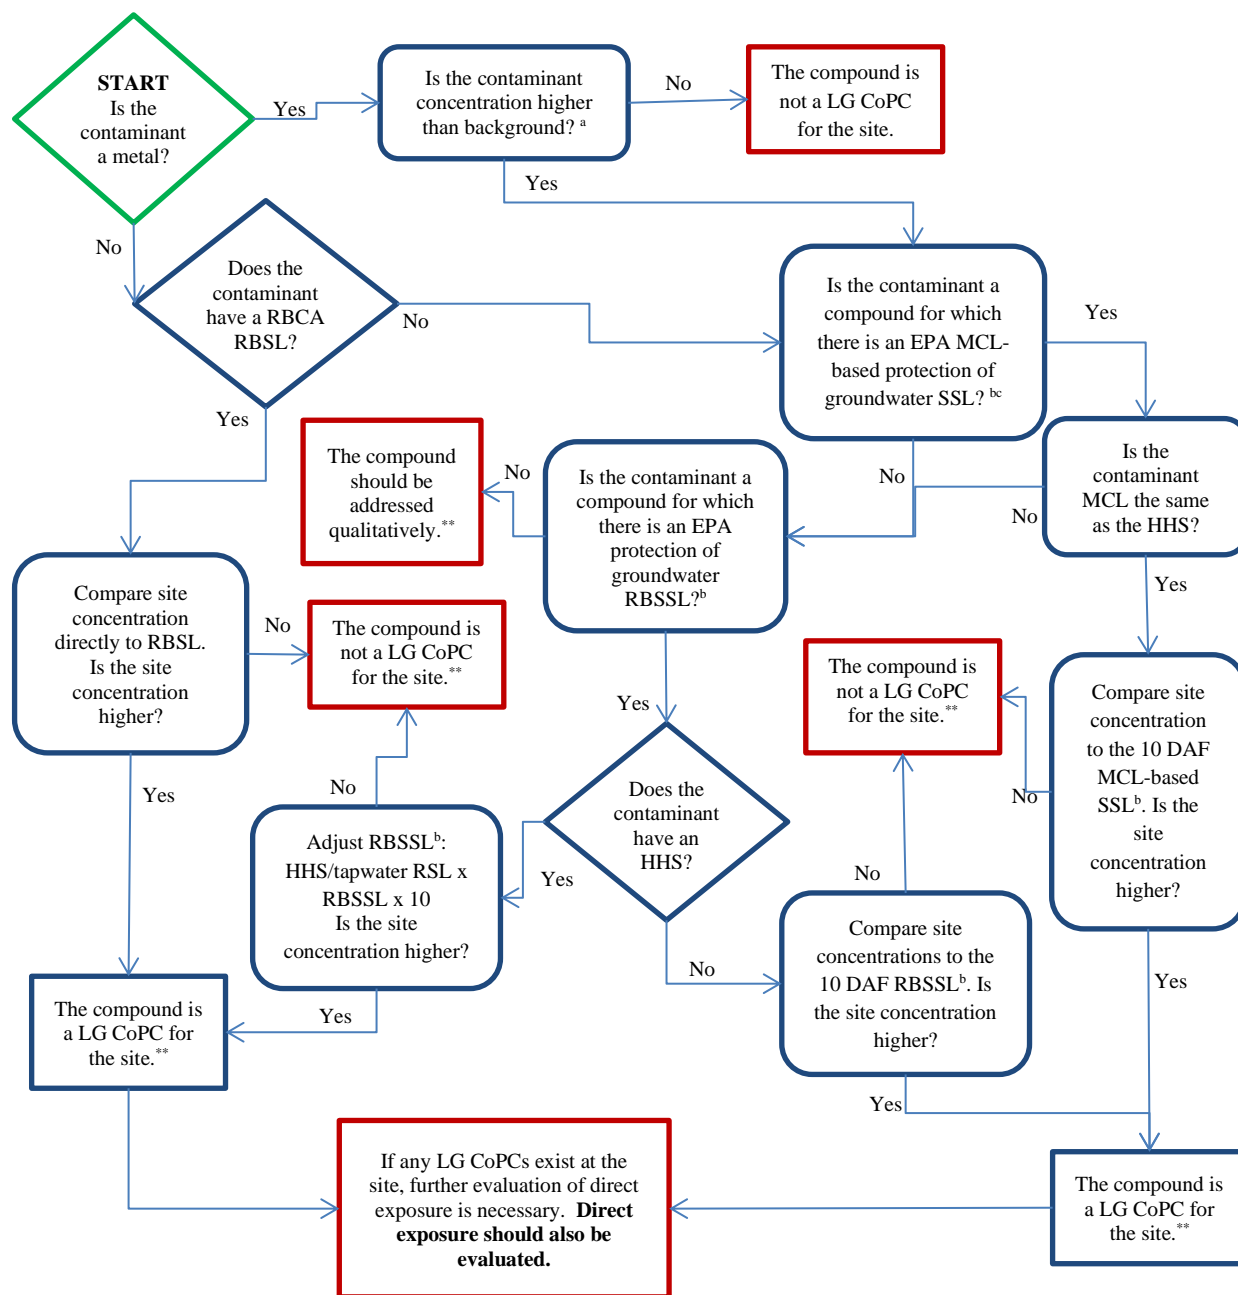 START
Is the
contaminant
a metal?
Yes
Is the contaminant
concentration higher
than background? a
No
The compound is
not a LG CoPC
for the site.
Yes
No
Does the
contaminant
have a RBCA
RBSL?
No
Is the contaminant a
compound for which
there is an EPA MCL-
based protection of
groundwater SSL? bc
Yes
Yes
The compound
should be
addressed
qualitatively.**
No
Is the contaminant a
compound for which
there is an EPA
protection of
groundwater
RBSSL?b
No
No
Is the
contaminant
MCL the same
as the HHS?
Yes
Compare site
concentration
directly to RBSL.
Is the site
concentration
higher?
No
The compound is
not a LG CoPC
for the site.**
Yes
The compound is
not a LG CoPC
for the site.**
Compare site
concentration
to the 10 DAF
MCL-based
SSLb. Is the
site
concentration
higher?
No
Yes
No
Adjust RBSSLb:
HHS/tapwater RSL x
RBSSL x 10
Is the site
concentration higher?
Yes
Does the
contaminant
have an
HHS?
No
No
Compare site
concentrations to the
10 DAF RBSSLb. Is
the site concentration
higher?
Yes
The compound is
a LG CoPC for
the site.**
Yes
Yes
If any LG CoPCs exist at the
site, further evaluation of direct
exposure is necessary. Direct
exposure should also be
evaluated.
The compound is
a LG CoPC for
the site.**